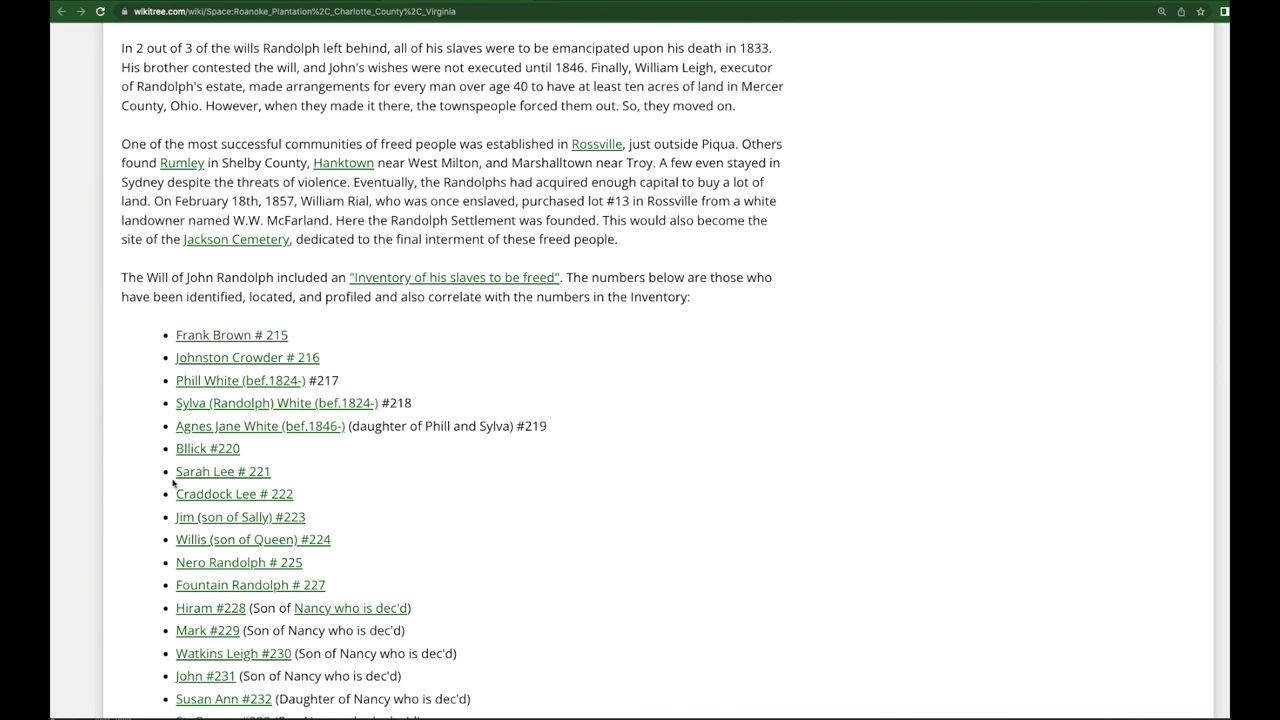 wikitree.com/wiki/Space:Roanoke_Plantation%2C_Charlotte_County%2C_Virginia
In 2 out of 3 of the wills Randolph left behind, all of his slaves were to be emancipated upon his death in 1833.
His brother contested the will, and John's wishes were not executed until 1846. Finally, William Leigh, executor
of Randolph's estate, made arrangements for every man over age 40 to have at least ten acres of land in Mercer
County, Ohio. However, when they made it there, the townspeople forced them out. So, they moved on.
One of the most successful communities of freed people was established in Rossville, just outside Piqua. Others
found Rumley in Shelby County, Hanktown near West Milton, and Marshalltown near Troy. A few even stayed in
Sydney despite the threats of violence. Eventually, the Randolphs had acquired enough capital to buy a lot of
land. On February 18th, 1857, William Rial, who was once enslaved, purchased lot #13 in Rossville from a white
landowner named W.W. McFarland. Here the Randolph Settlement was founded. This would also become the
site of the Jackson Cemetery, dedicated to the final interment of these freed people.
The Will of John Randolph included an "Inventory of his slaves to be freed". The numbers below are those who
have been identified, located, and profiled and also correlate with the numbers in the Inventory:
• Frank Brown # 215
• Johnston Crowder # 216
• Phill White (bef.1824-) #217
• Sylva (Randolph) White (bef.1824-) #218
• Agnes Jane White (bef.1846-) (daughter of Phill and Sylva) #219
• Bllick #220
• Sarah Lee # 221
• Craddock Lee # 222
• Jim (son of Sally) #223
• Willis (son of Queen) #224
• Nero Randolph # 225
• Fountain Randolph # 227
• Hiram #228 (Son of Nancy who is dec'd)
• Mark #229 (Son of Nancy who is dec'd)
• Watkins Leigh #230 (Son of Nancy who is dec'd)
• John #231 (Son of Nancy who is dec'd)
• Susan Ann #232 (Daughter of Nancy who is dec'd)